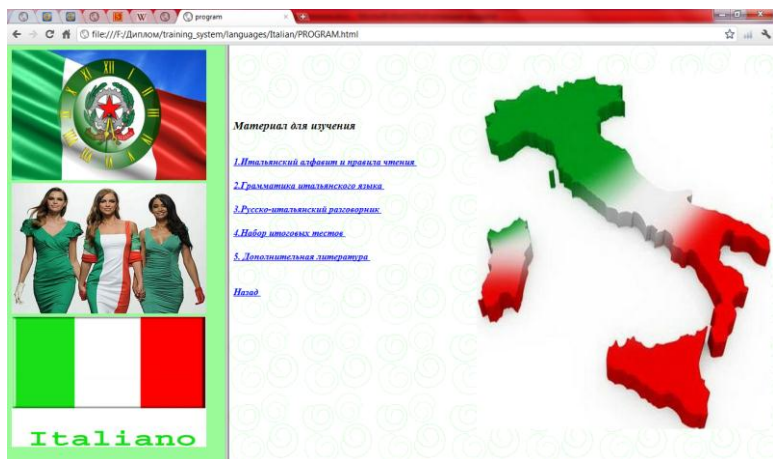 program
file:///F:/Диплом/training_system/languages/Italian/PROGRAM.html
XII
Материал для изучения
1.Итальянский алфавит и правила чтения
2.Грамматика итальянского языка
3.Русско-итальянский разговорник
4.Набор итоговых тестов
5. Дополнительная литература
Назад
Italiano